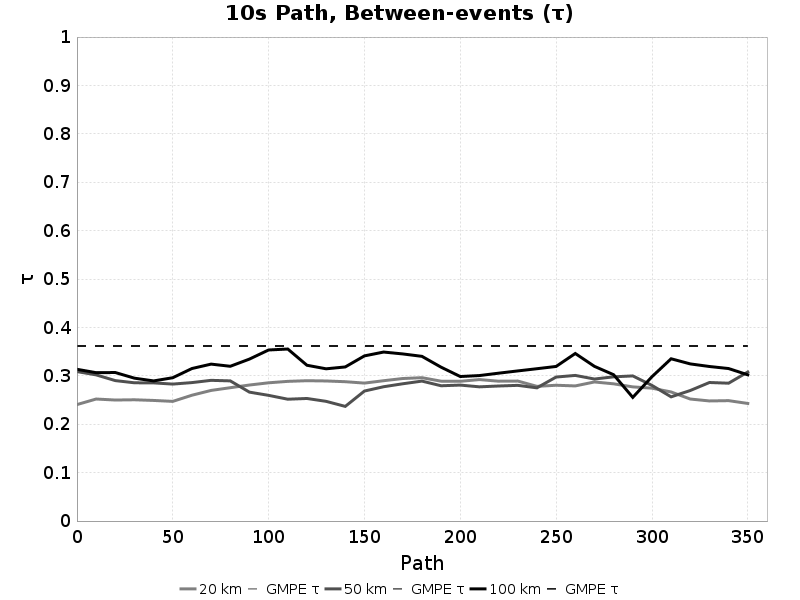 10s Path, Between-events (τ)
1
0.9
0.8
0.7
0.6
0.5
τ
0.4
0.3
0.2
0.1
0
0 50 100 150 200 250 300 350
Path
20 km GMPE τ 50 km GMPE τ 100 km GMPE τ